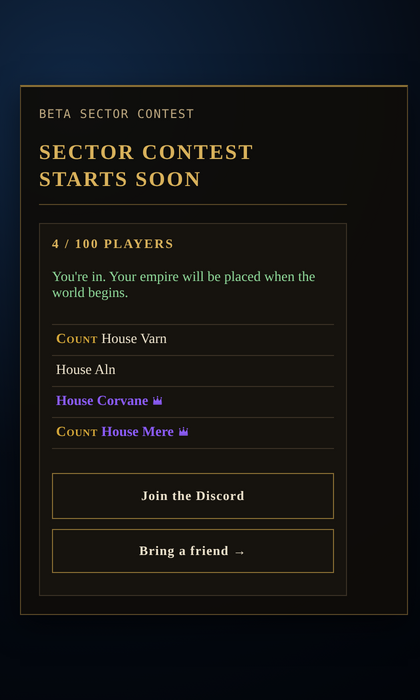 BETA SECTOR CONTEST
SECTOR CONTEST
STARTS SOON
4 / 100 PLAYERS
You're in. Your empire will be placed when the
world begins.
COUNT House Varn
House Aln
House Corvane
COUNT House Mere
Join the Discord
Bring a friend →